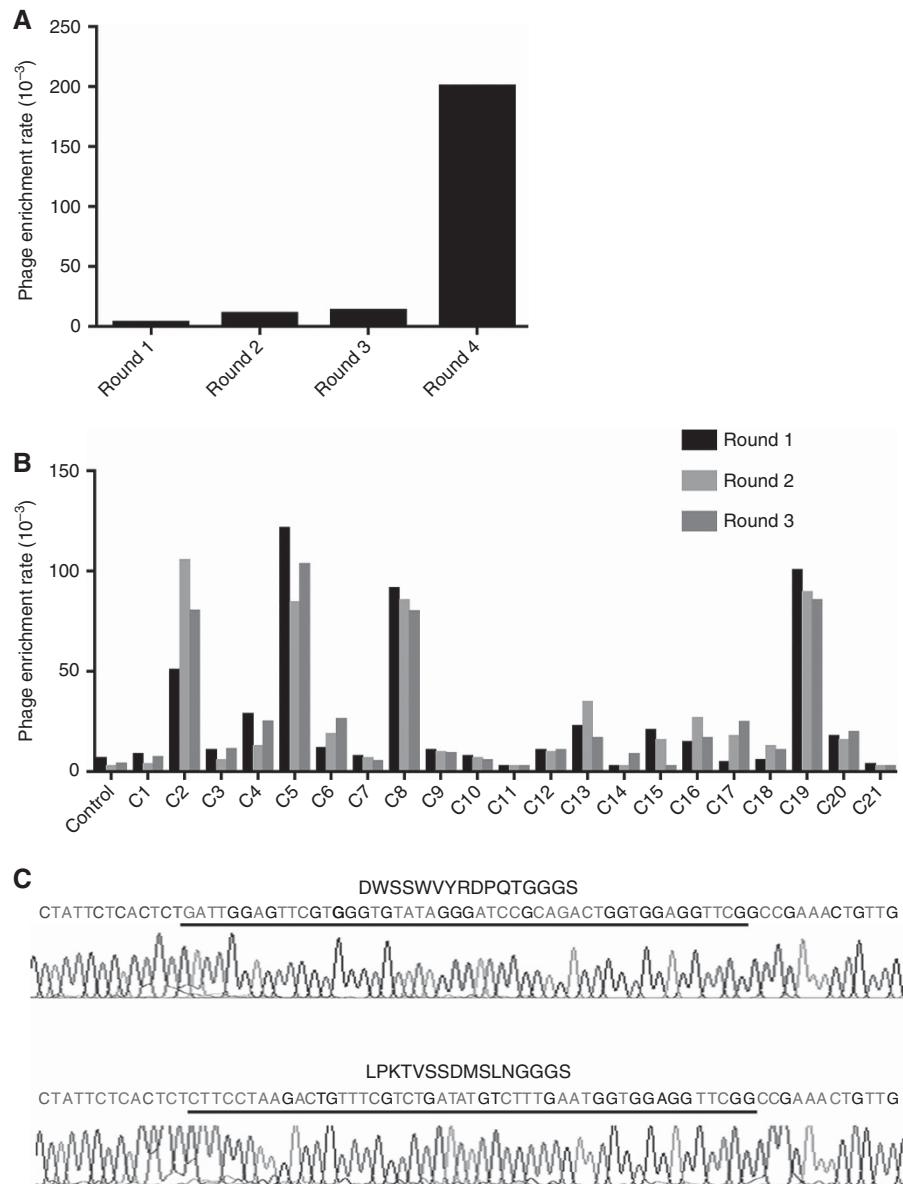 A
Phage enrichment rate (10⁻³)
250
200
150
100
50
0
Round 1
Round 2
Round 3
Round 4
B
Phage enrichment rate (10⁻³)
150
100
50
0
Round 1
Round 2
Round 3
Control
C1
C2
C3
C4
C5
C6
C7
C8
C9
C10
C11
C12
C13
C14
C15
C16
C17
C18
C19
C20
C21
C
DWSSWVYRDPQTGGGS
CTATTCTCACTCTGATTGGAGTTCGTGGGTGTATAGGGATCCGCAGACTGGTGGAGGTTCGGCCGAAACTGTTG
LPKTVSSDMSLNGGGS
CTATTCTCACTCTCTTCCTAAGACTGTTTCGTCTGATATGTCTTTGAATGGTGGAGGTTCGGCCGAAACTGTTG